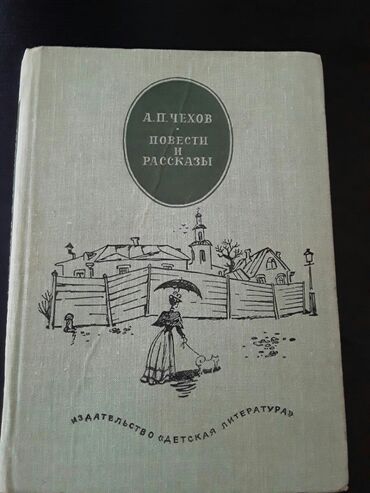 А. П. ЧЕХОВ
ПОВЕСТИ
И
РАССКАЗЫ
ИЗДАТЕЛЬСТВО «ДЕТСКАЯ ЛИТЕРАТУРА»